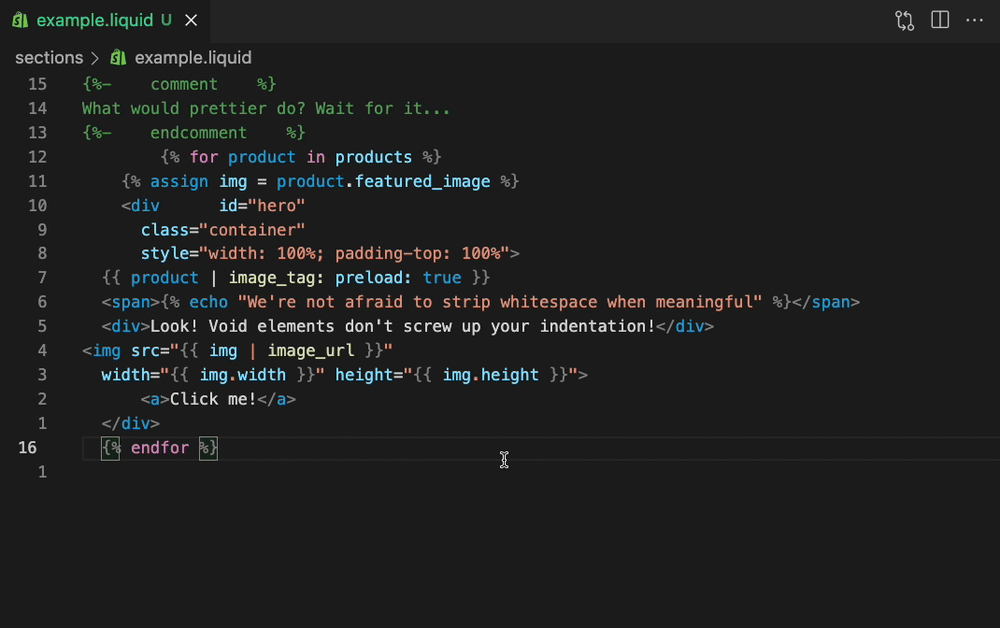 example.liquid U
sections > example.liquid
15 {%-    comment    %}
14 What would prettier do? Wait for it...
13 {%-    endcomment    %}
12         {% for product in products %}
11     {% assign img = product.featured_image %}
10     <div      id="hero"
9       class="container"
8       style="width: 100%; padding-top: 100%">
7   {{ product | image_tag: preload: true }}
6   <span>{% echo "We're not afraid to strip whitespace when meaningful" %}</span>
5   <div>Look! Void elements don't screw up your indentation!</div>
4 <img src="{{ img | image_url }}"
3   width="{{ img.width }}" height="{{ img.height }}">
2       <a>Click me!</a>
1   </div>
16   {% endfor %}
1